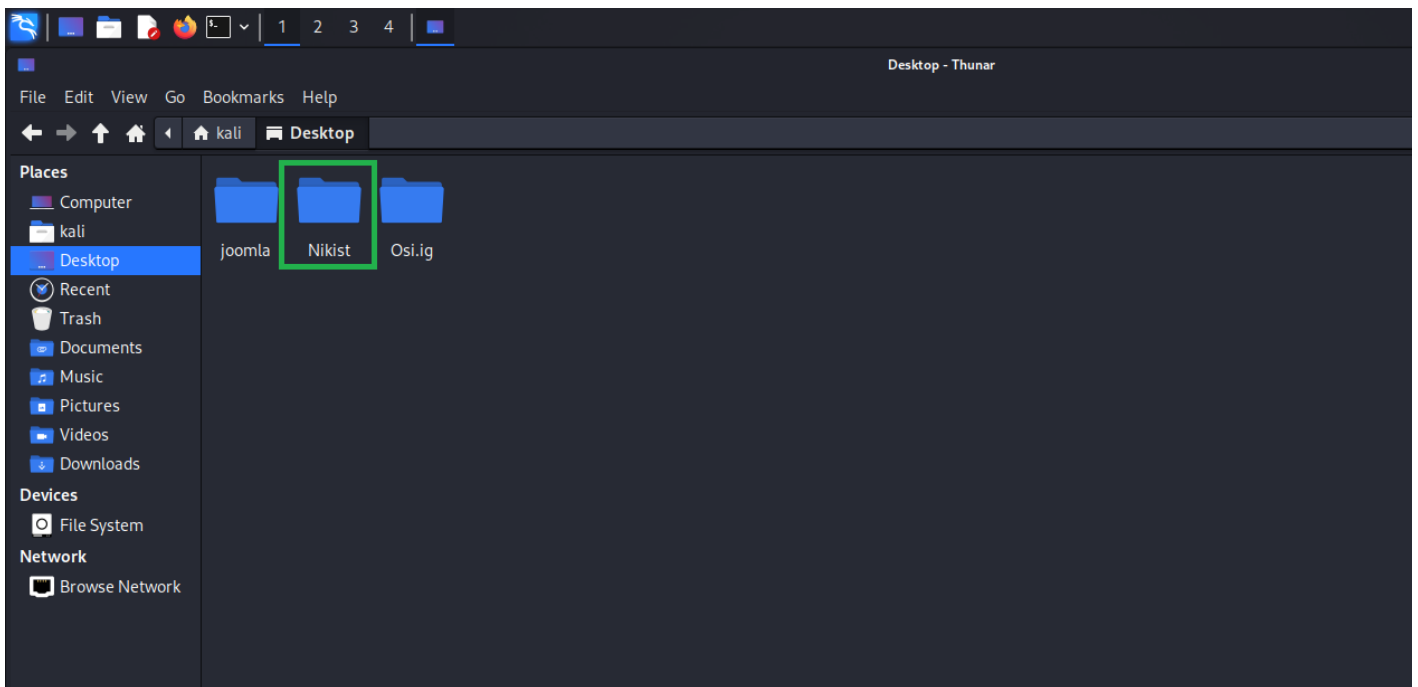 1 2 3 4
Desktop - Thunar
File Edit View Go Bookmarks Help
kali Desktop
Places
Computer
kali
Desktop
Recent
Trash
Documents
Music
Pictures
Videos
Downloads
Devices
File System
Network
Browse Network
joomla Nikist Osi.ig